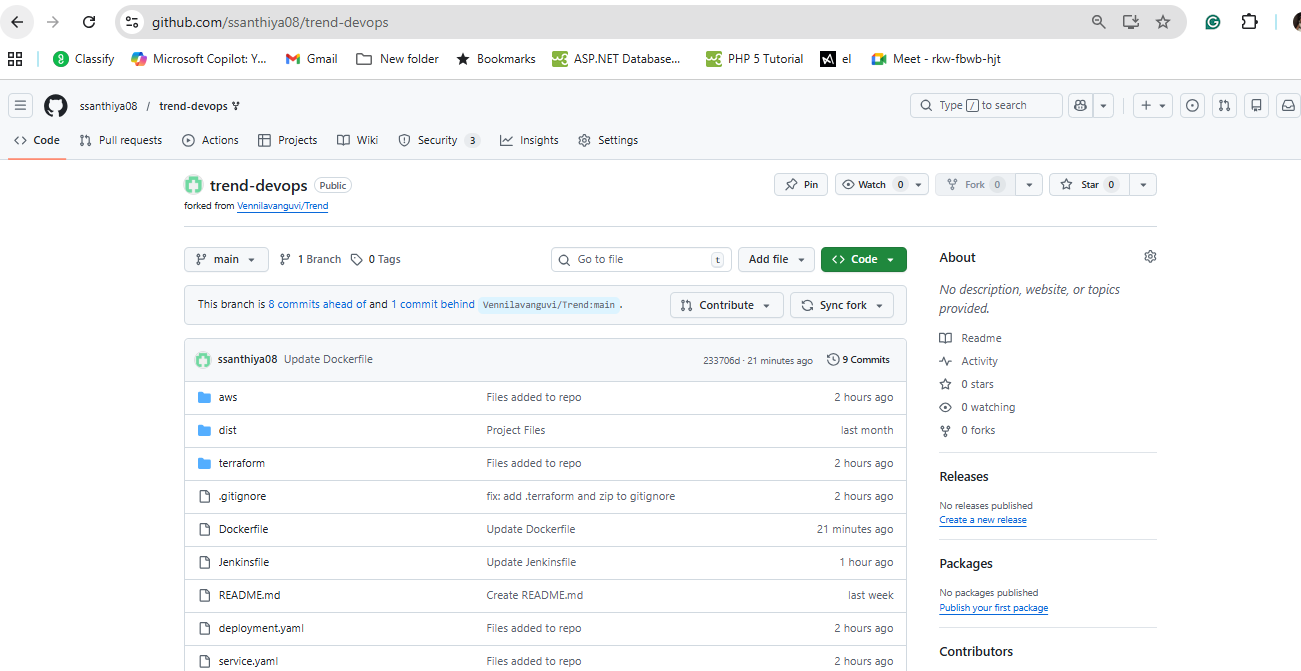 github.com/ssanthiya08/trend-devops
Classify Microsoft Copilot: Y... Gmail New folder Bookmarks ASP.NET Database... PHP 5 Tutorial el Meet - rkw-fbwb-hjt
ssanthiya08 / trend-devops Type / to search
Code Pull requests Actions Projects Wiki Security 3 Insights Settings
trend-devops Public Pin Watch 0 Fork 0 Star 0
forked from Vennilavanguvi/Trend
main 1 Branch 0 Tags Go to file t Add file Code
This branch is 8 commits ahead of and 1 commit behind Vennilavanguvi/Trend:main . Contribute Sync fork
ssanthiya08 Update Dockerfile 233706d · 21 minutes ago 9 Commits
aws Files added to repo 2 hours ago
dist Project Files last month
terraform Files added to repo 2 hours ago
.gitignore fix: add .terraform and zip to gitignore 2 hours ago
Dockerfile Update Dockerfile 21 minutes ago
Jenkinsfile Update Jenkinsfile 1 hour ago
README.md Create README.md last week
deployment.yaml Files added to repo 2 hours ago
service.yaml Files added to repo 2 hours ago
About
No description, website, or topics
provided.
Readme
Activity
0 stars
0 watching
0 forks
Releases
No releases published
Create a new release
Packages
No packages published
Publish your first package
Contributors